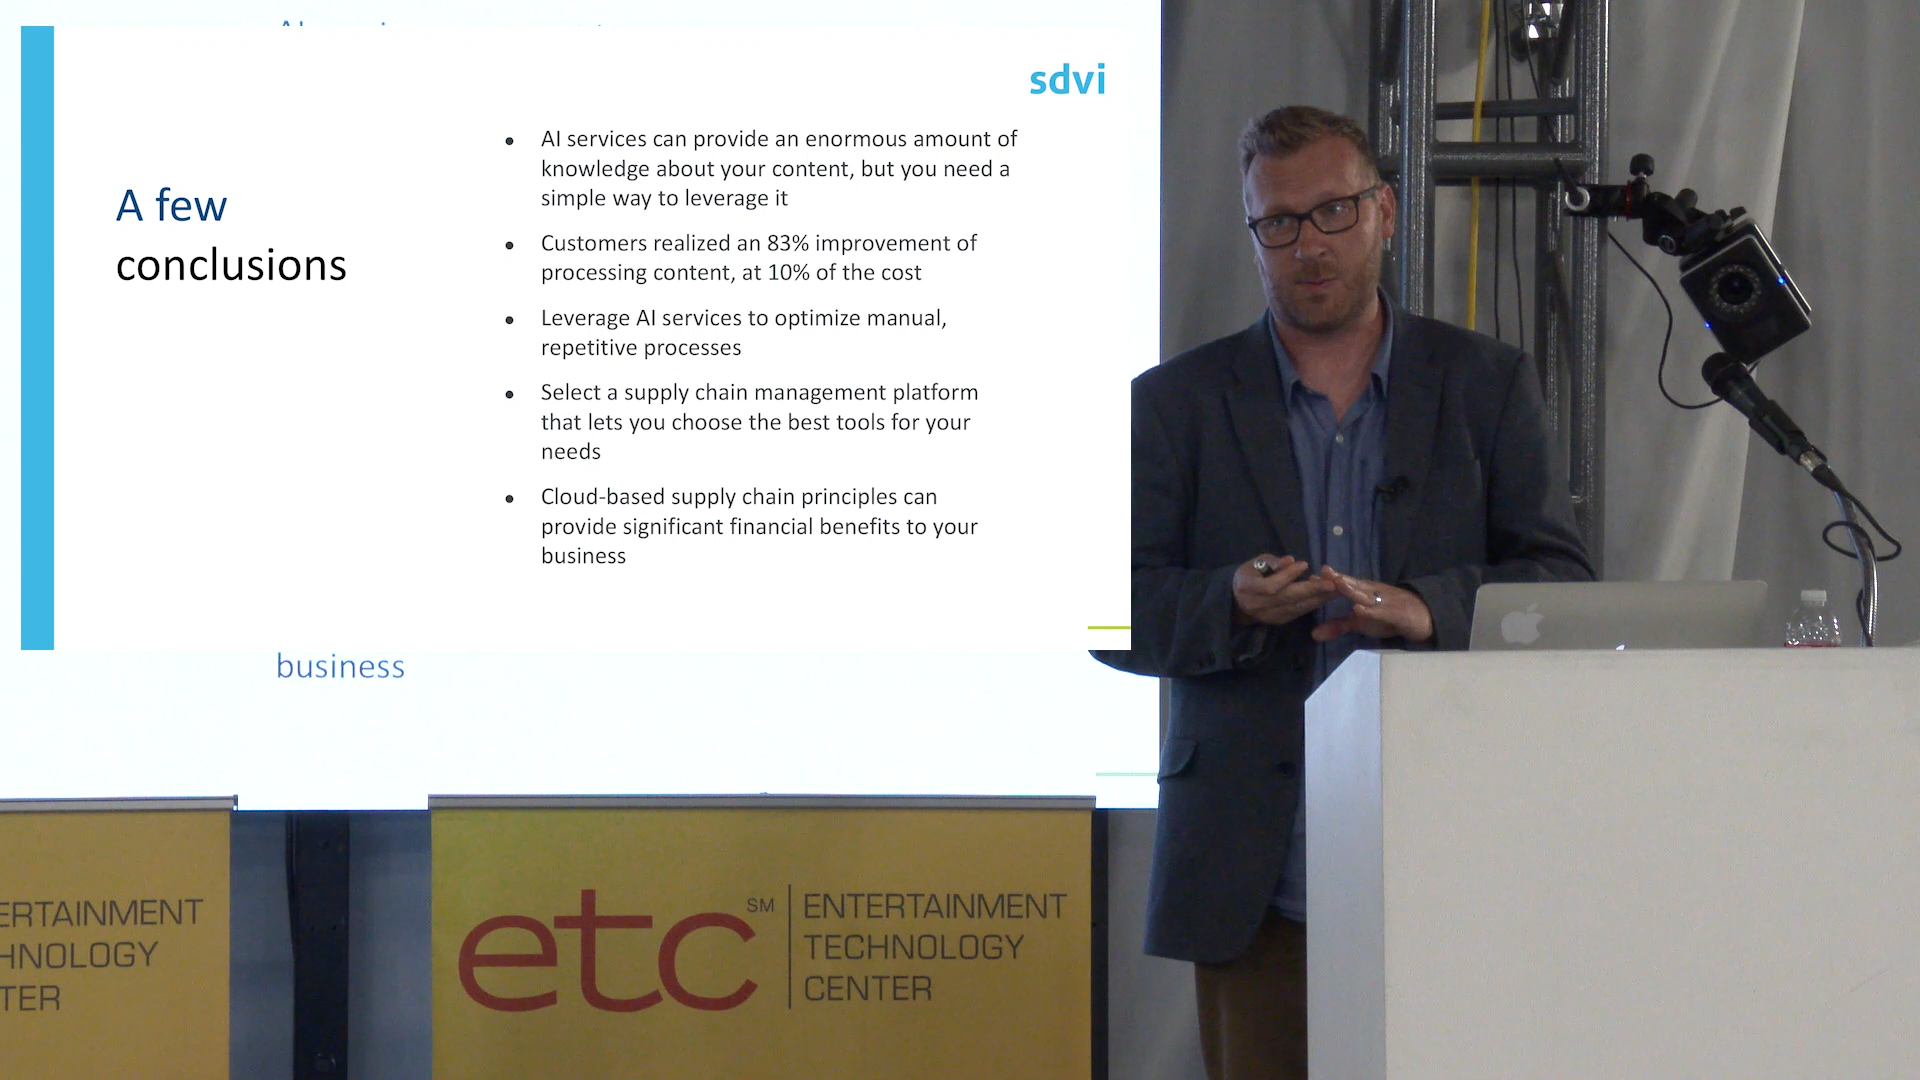 sdvi
A few
conclusions
AI services can provide an enormous amount of
knowledge about your content, but you need a
simple way to leverage it
Customers realized an 83% improvement of
processing content, at 10% of the cost
Leverage AI services to optimize manual,
repetitive processes
Select a supply chain management platform
that lets you choose the best tools for your
needs
Cloud-based supply chain principles can
provide significant financial benefits to your
business
business
ERTAINMENT
HNOLOGY
TER
etc SM
ENTERTAINMENT
TECHNOLOGY
CENTER